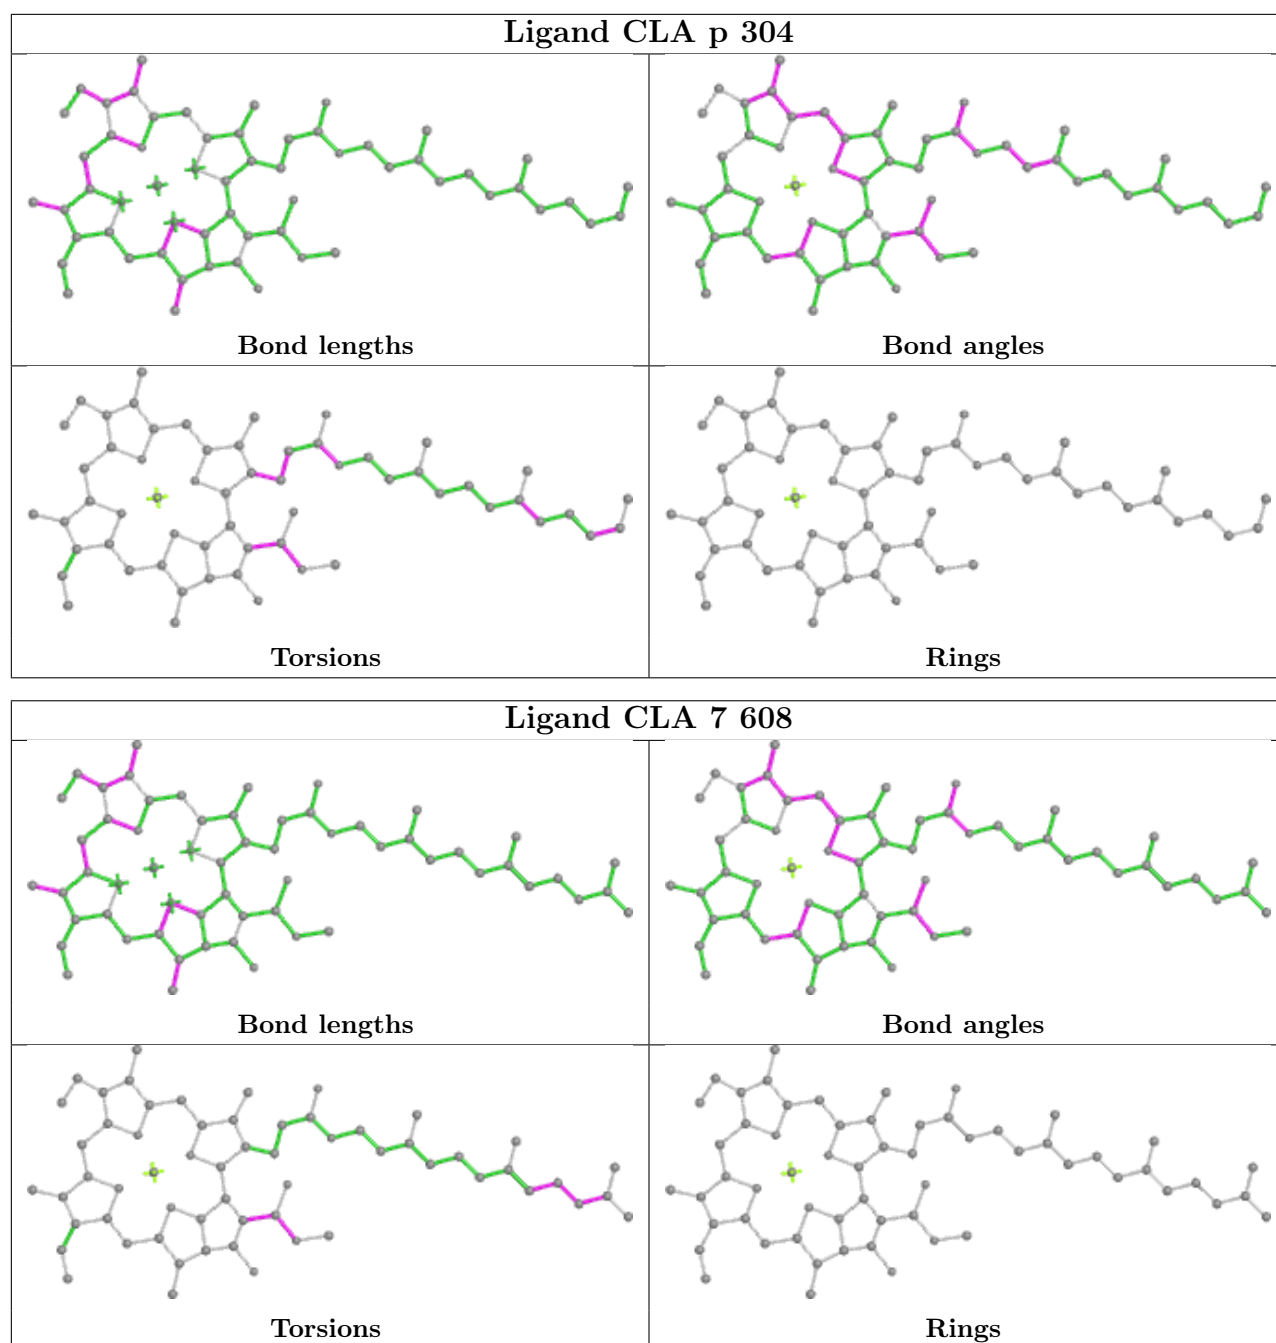 Ligand CLA p 304
Bond lengths
Bond angles
Torsions
Rings
Ligand CLA 7 608
Bond lengths
Bond angles
Torsions
Rings